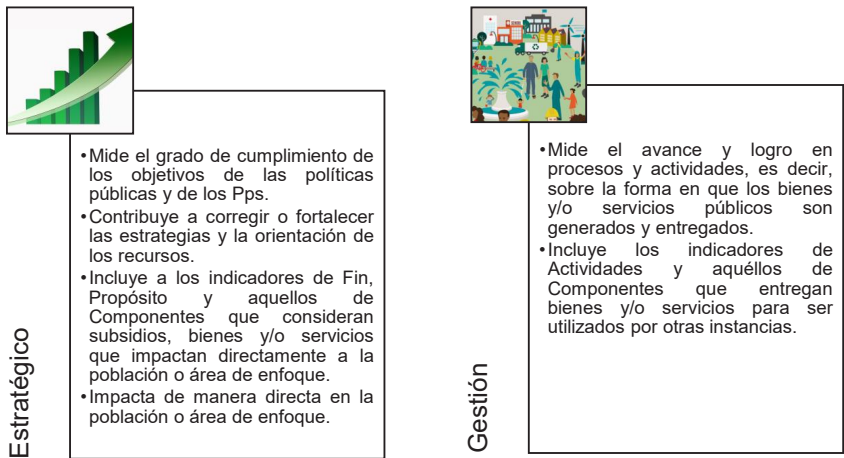 Estratégico
•Mide el grado de cumplimiento de
los objetivos de las políticas
públicas y de los Pps.
•Contribuye a corregir o fortalecer
las estrategias y la orientación de
los recursos.
•Incluye a los indicadores de Fin,
Propósito y aquellos de
Componentes que consideran
subsidios, bienes y/o servicios
que impactan directamente a la
población o área de enfoque.
•Impacta de manera directa en la
población o área de enfoque.
Gestión
•Mide el avance y logro en
procesos y actividades, es decir,
sobre la forma en que los bienes
y/o servicios públicos son
generados y entregados.
•Incluye los indicadores de
Actividades y aquéllos de
Componentes que entregan
bienes y/o servicios para ser
utilizados por otras instancias.